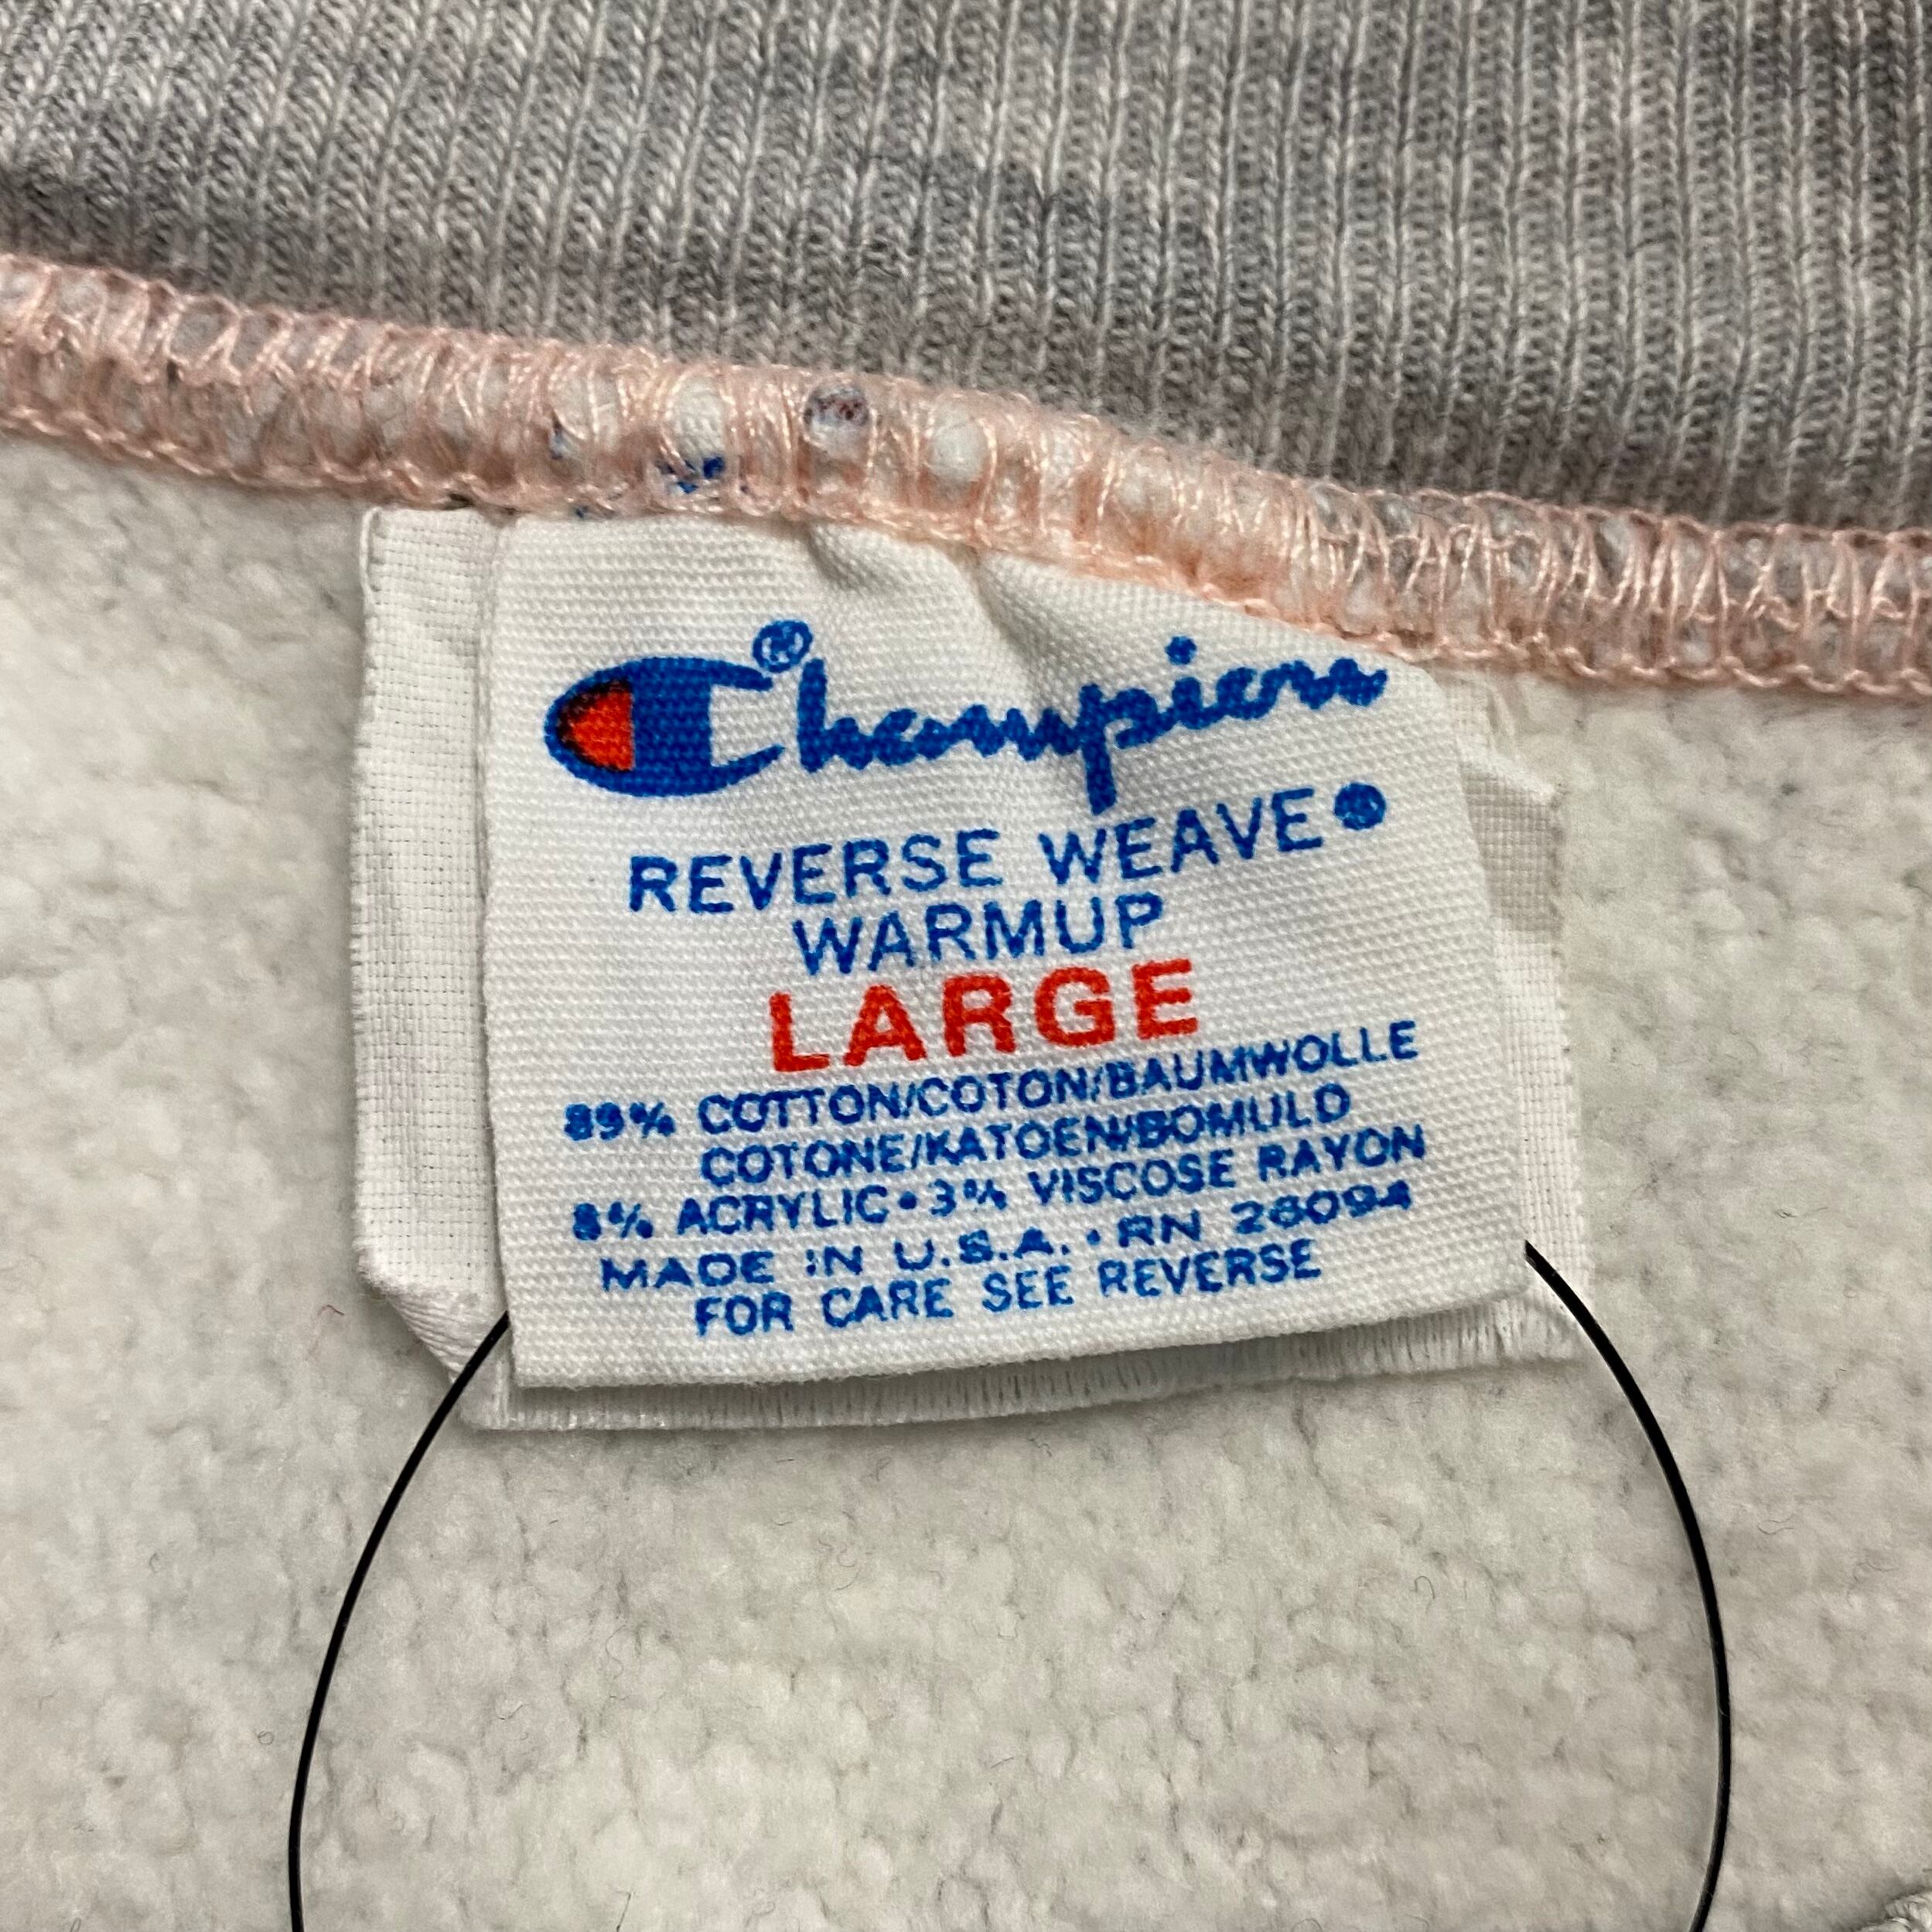 Champion®
REVERSE WEAVE®
WARMUP
LARGE
89% COTTON/COTON/BAUMWOLLE
COTONE/KATOEN/BOMULD
8% ACRYLIC • 3% VISCOSE RAYON
MADE IN U.S.A. • RN 26094
FOR CARE SEE REVERSE